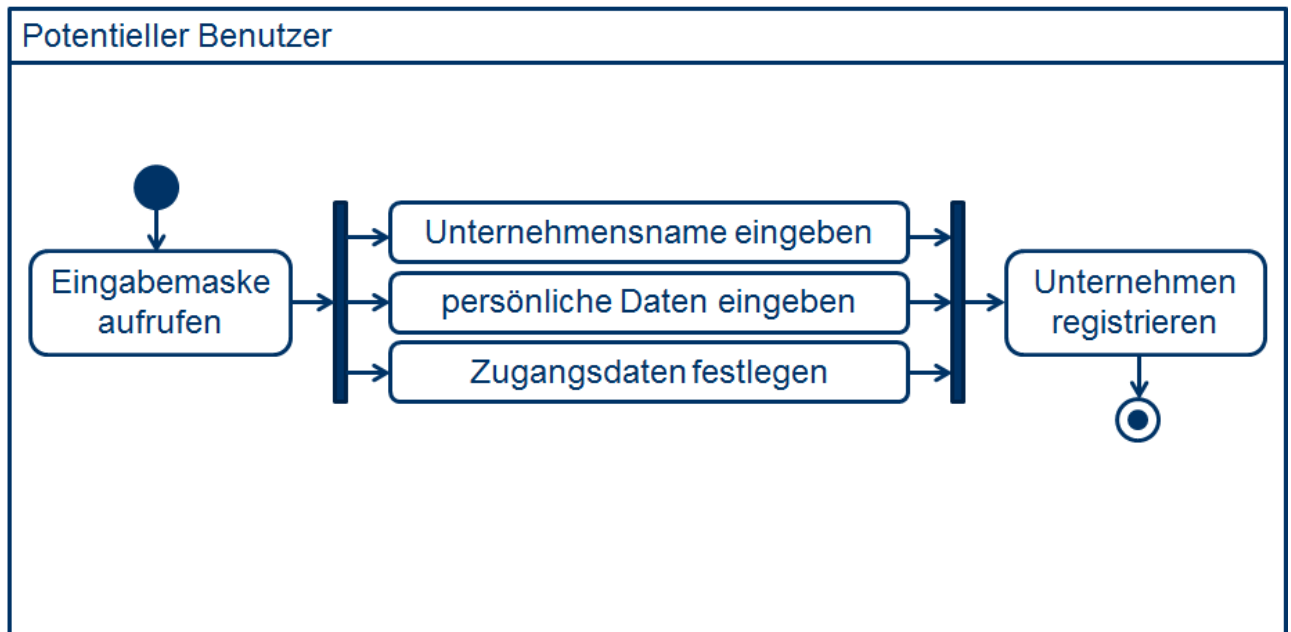 Potentieller Benutzer
Eingabemaske
aufrufen
Unternehmensname eingeben
persönliche Daten eingeben
Zugangsdaten festlegen
Unternehmen
registrieren